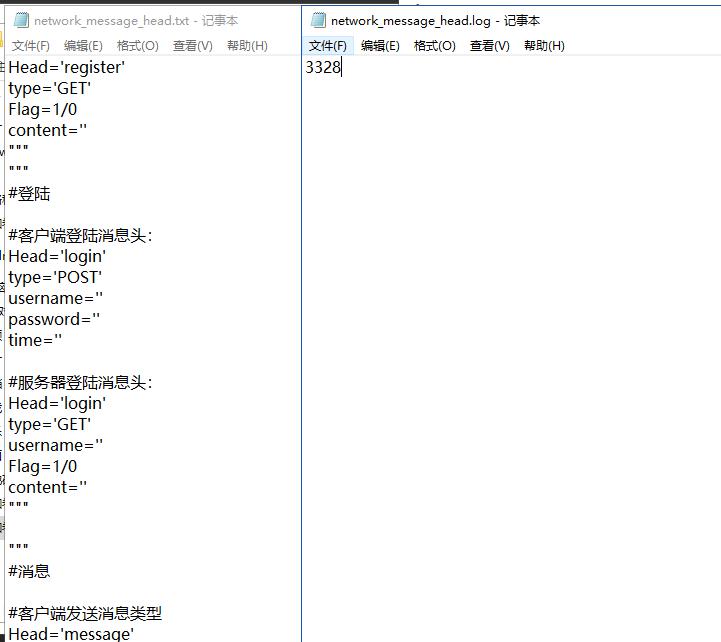 network_message_head.txt - 记事本
文件(F) 编辑(E) 格式(O) 查看(V) 帮助(H)
Head='register'
type='GET'
Flag=1/0
content=''
"""
"""
#登陆
#客户端登陆消息头:
Head='login'
type='POST'
username=''
password=''
time=''
#服务器登陆消息头:
Head='login'
type='GET'
username=''
Flag=1/0
content=''
"""
"""
#消息
#客户端发送消息类型
Head='message'
network_message_head.log - 记事本
文件(F) 编辑(E) 格式(O) 查看(V) 帮助(H)
3328